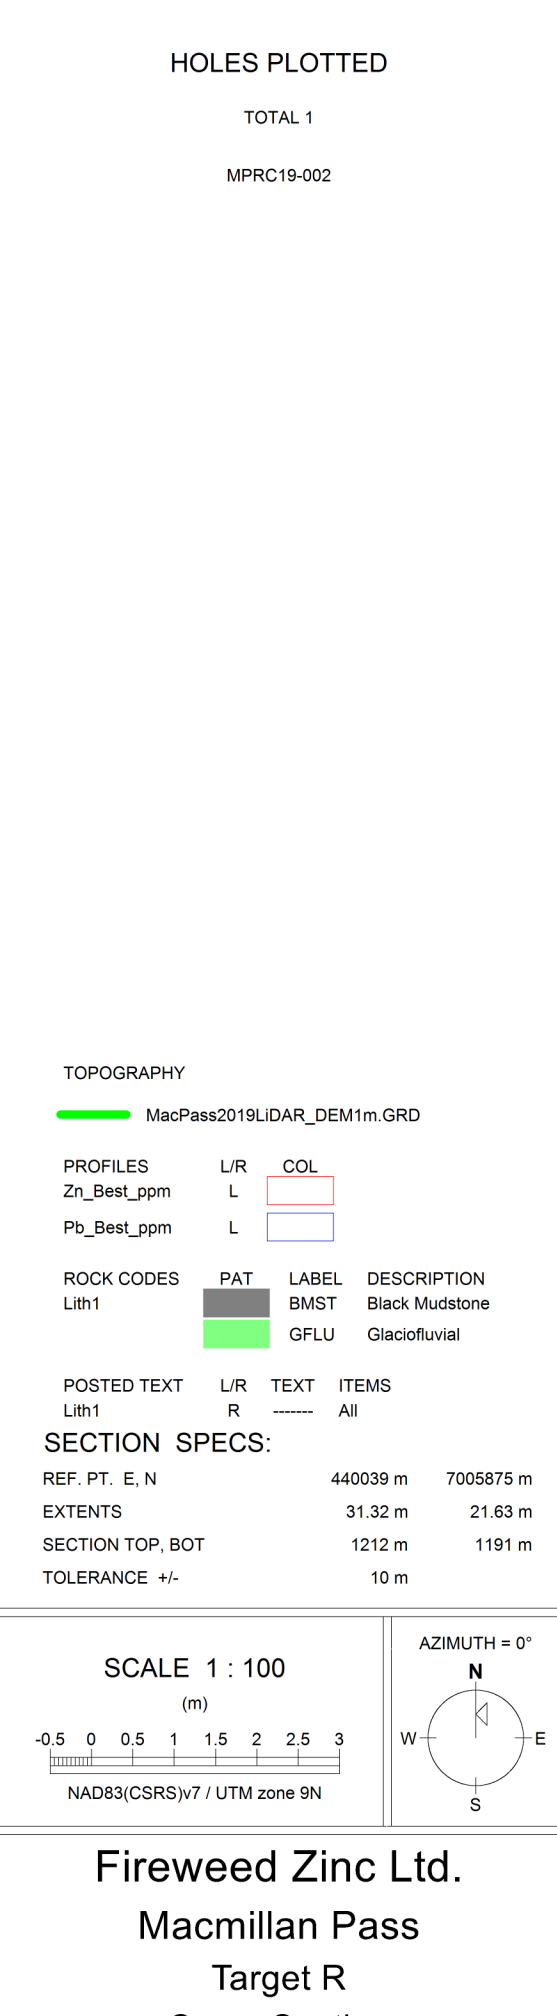 HOLES PLOTTED
TOTAL 1
MPRC19-002
TOPOGRAPHY
MacPass2019LiDAR_DEM1m.GRD
PROFILES L/R COL
Zn_Best_ppm L
Pb_Best_ppm L
ROCK CODES PAT LABEL DESCRIPTION
Lith1 BMST Black Mudstone
GFLU Glaciofluvial
POSTED TEXT L/R TEXT ITEMS
Lith1 R ------- All
SECTION SPECS:
REF. PT. E, N 440039 m 7005875 m
EXTENTS 31.32 m 21.63 m
SECTION TOP, BOT 1212 m 1191 m
TOLERANCE +/- 10 m
SCALE 1 : 100
(m)
-0.5 0 0.5 1 1.5 2 2.5 3
NAD83(CSRS)v7 / UTM zone 9N
AZIMUTH = 0°
N
W E
S
Fireweed Zinc Ltd.
Macmillan Pass
Target R